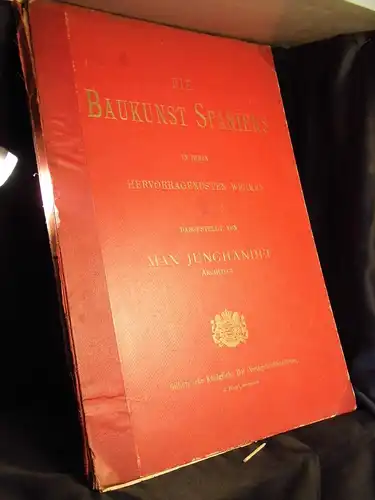 DIE
BAUKUNST SPANIENS
IN IHREN
HERVORRAGENDSTEN WERKEN
DARGESTELLT VON
MAX JUNGHÄNDEL
ARCHITEKT